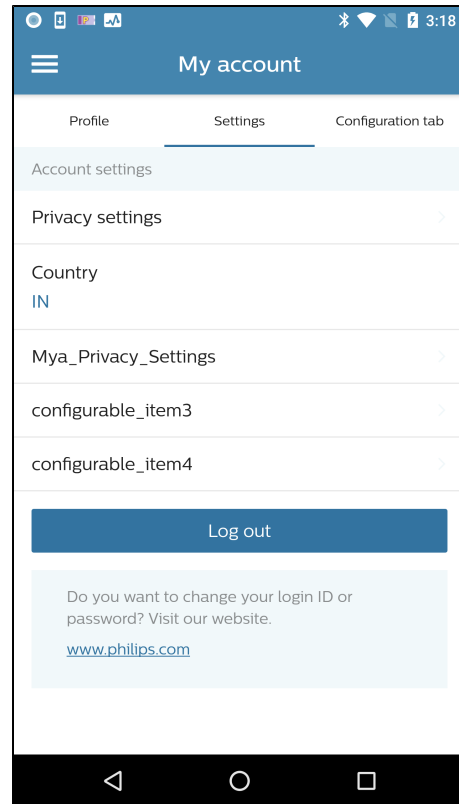 3:18
My account
Profile
Settings
Configuration tab
Account settings
Privacy settings
Country
IN
Mya_Privacy_Settings
configurable_item3
configurable_item4
Log out
Do you want to change your login ID or
password? Visit our website.
www.philips.com